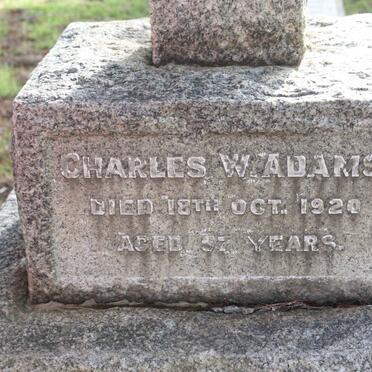 CHARLES W. ADAMS
DIED 18TH OCT. 1920
AGED YEARS.